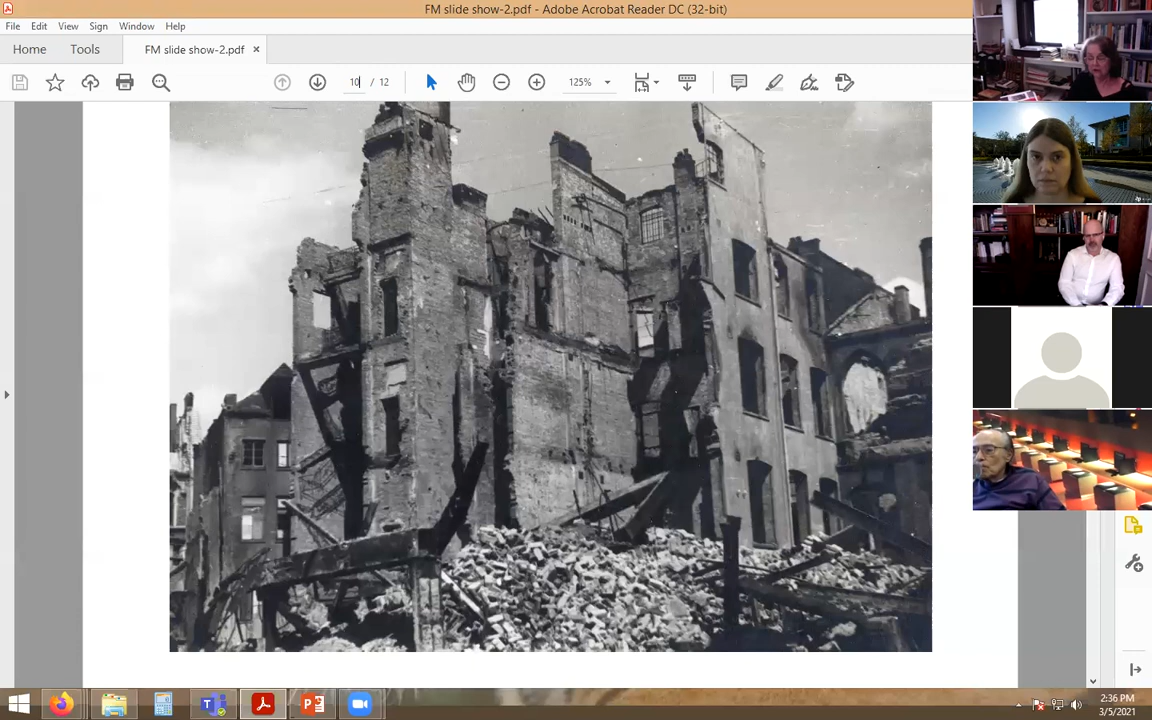 FM slide show-2.pdf - Adobe Acrobat Reader DC (32-bit)
File Edit View Sign Window Help
Home Tools FM slide show-2.pdf ×
10 / 12 125%
2:36 PM
3/5/2021